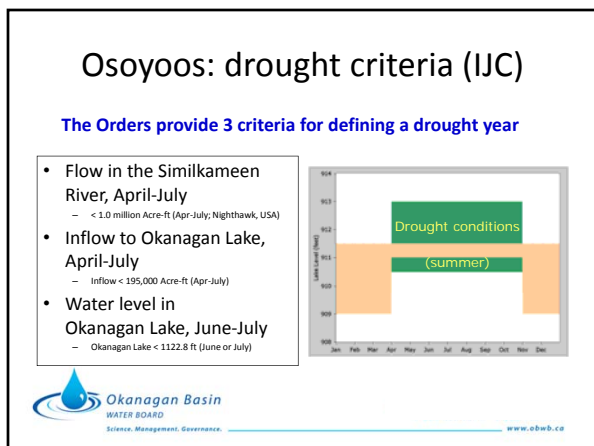 Osoyoos: drought criteria (IJC)
The Orders provide 3 criteria for defining a drought year
• Flow in the Similkameen
River, April-July
– < 1.0 million Acre-ft (Apr-July; Nighthawk, USA)
• Inflow to Okanagan Lake,
April-July
– Inflow < 195,000 Acre-ft (Apr-July)
• Water level in
Okanagan Lake, June-July
– Okanagan Lake < 1122.8 ft (June or July)
914
913
912
911
910
909
908
Lake Level (feet)
Drought conditions
(summer)
Jan Feb Mar Apr May Jun Jul Aug Sep Oct Nov Dec
Okanagan Basin
WATER BOARD
Science. Management. Governance.
www.obwb.ca